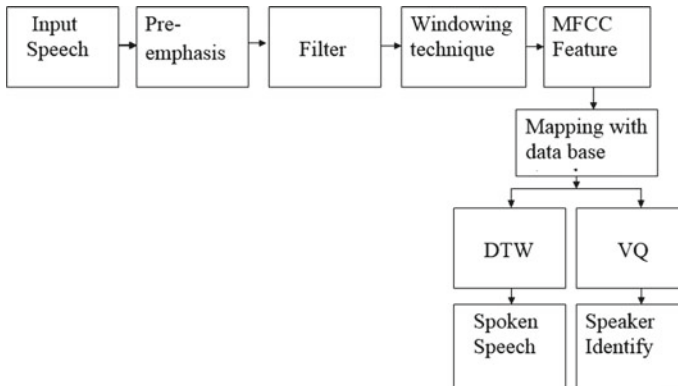 Input
Speech
Pre-
emphasis
Filter
Windowing
technique
MFCC
Feature
Mapping with
data base
DTW
VQ
Spoken
Speech
Speaker
Identify